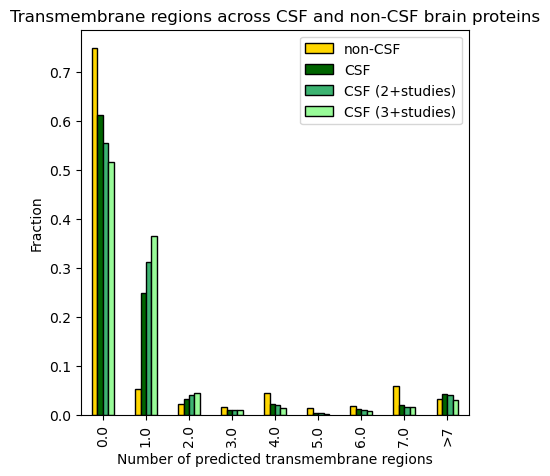 Transmembrane regions across CSF and non-CSF brain proteins
non-CSF
CSF
CSF (2+studies)
CSF (3+studies)
Fraction
0.7
0.6
0.5
0.4
0.3
0.2
0.1
0.0
0.0
1.0
2.0
3.0
4.0
5.0
6.0
7.0
>7
Number of predicted transmembrane regions